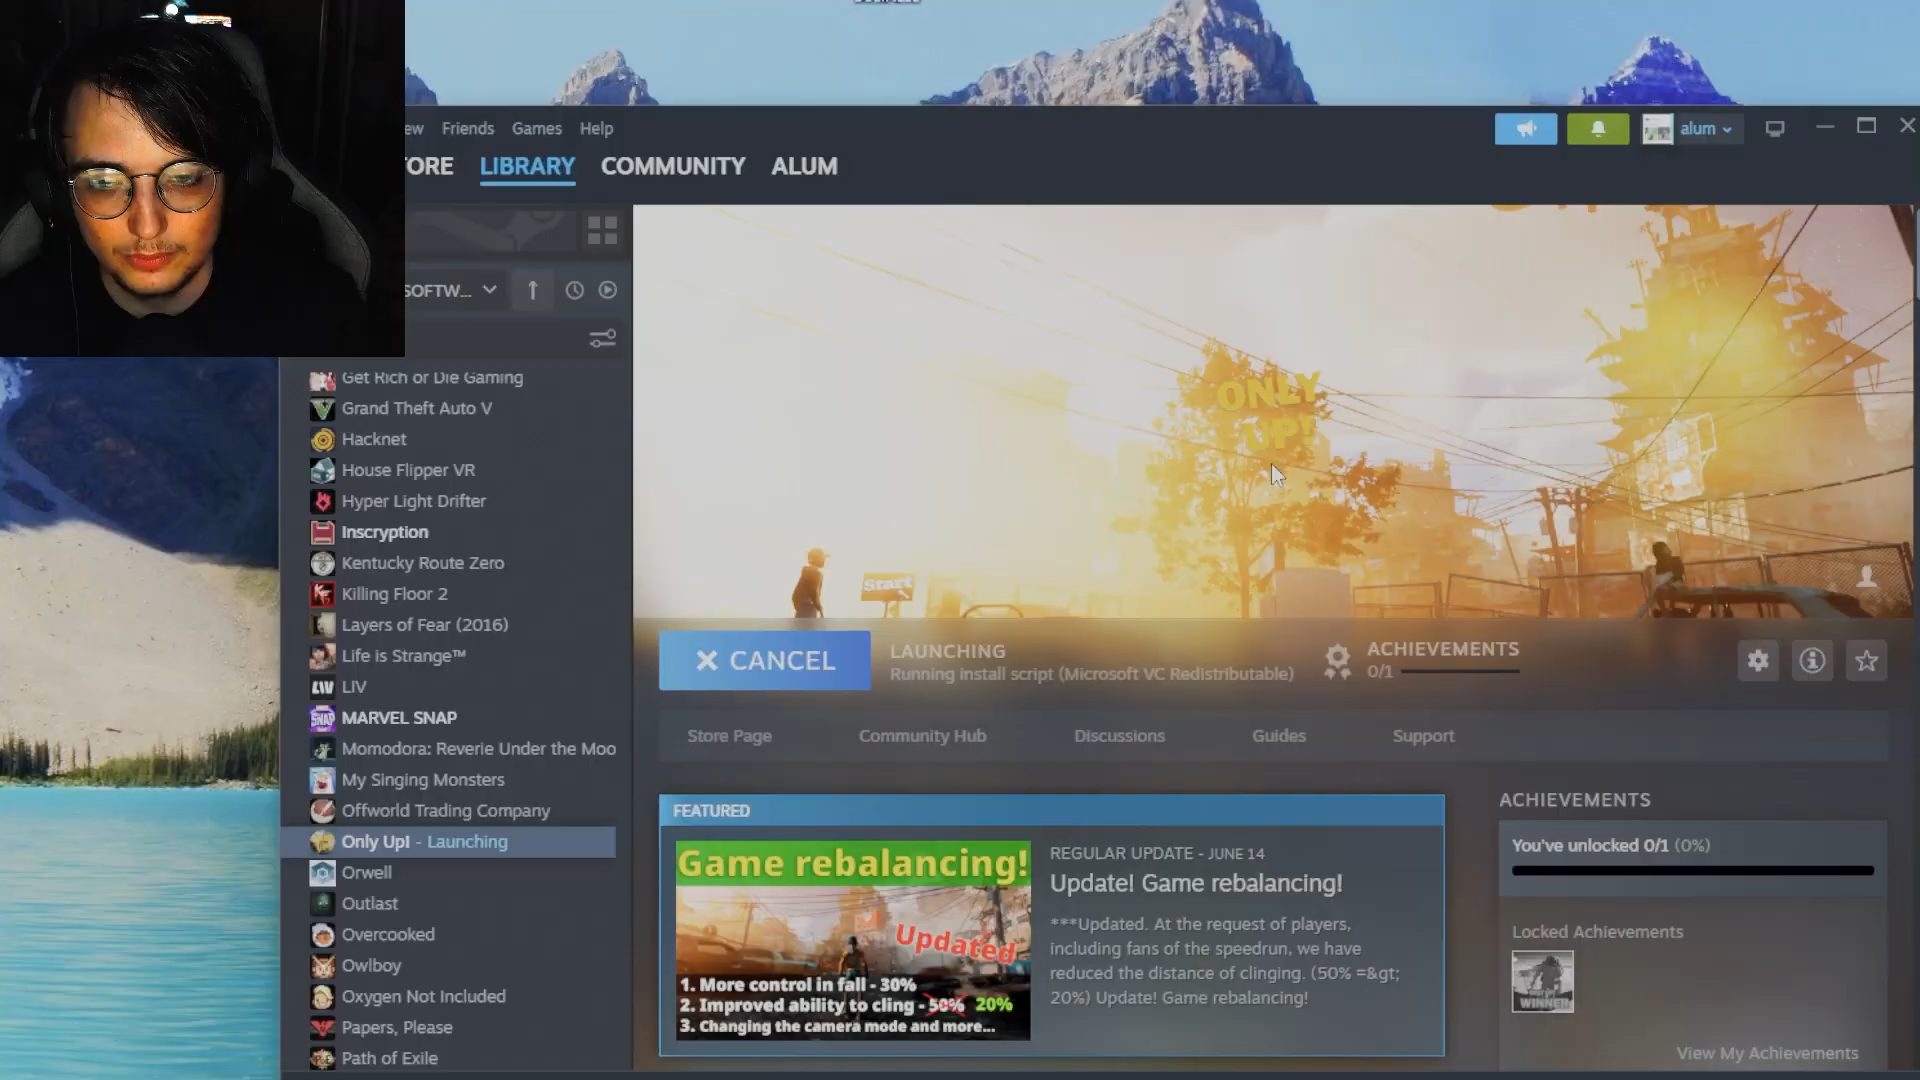 ew Friends Games Help
alum
TORE LIBRARY COMMUNITY ALUM
SOFTW...
Get Rich or Die Gaming
Grand Theft Auto V
Hacknet
House Flipper VR
Hyper Light Drifter
Inscryption
Kentucky Route Zero
Killing Floor 2
Layers of Fear (2016)
Life is Strange™
LIV
MARVEL SNAP
Momodora: Reverie Under the Moo
My Singing Monsters
Offworld Trading Company
Only Up! - Launching
Orwell
Outlast
Overcooked
Owlboy
Oxygen Not Included
Papers, Please
Path of Exile
ONLY
UP!
Start
CANCEL
LAUNCHING
Running install script (Microsoft VC Redistributable)
ACHIEVEMENTS
0/1
Store Page Community Hub Discussions Guides Support
FEATURED
Game rebalancing!
Updated
1. More control in fall - 30%
2. Improved ability to cling - 50% 20%
3. Changing the camera mode and more...
REGULAR UPDATE - JUNE 14
Update! Game rebalancing!
***Updated. At the request of players,
including fans of the speedrun, we have
reduced the distance of clinging. (50% =&gt;
20%) Update! Game rebalancing!
ACHIEVEMENTS
You've unlocked 0/1 (0%)
Locked Achievements
WINNER
View My Achievements